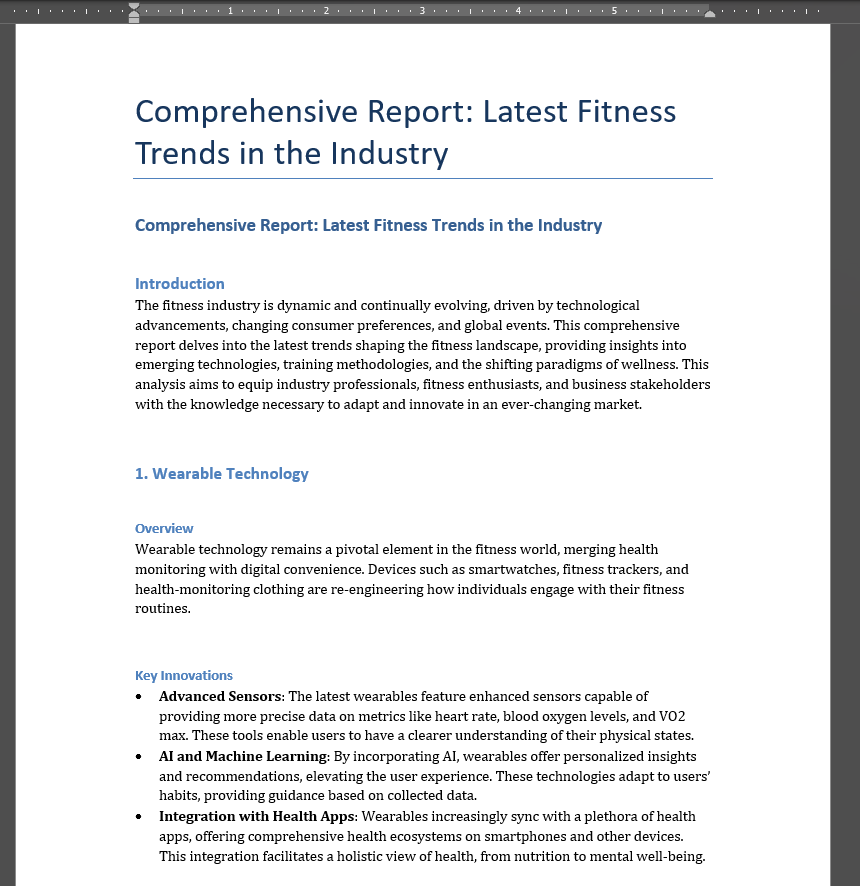 1 2 3 4 5
Comprehensive Report: Latest Fitness
Trends in the Industry
Comprehensive Report: Latest Fitness Trends in the Industry
Introduction
The fitness industry is dynamic and continually evolving, driven by technological
advancements, changing consumer preferences, and global events. This comprehensive
report delves into the latest trends shaping the fitness landscape, providing insights into
emerging technologies, training methodologies, and the shifting paradigms of wellness. This
analysis aims to equip industry professionals, fitness enthusiasts, and business stakeholders
with the knowledge necessary to adapt and innovate in an ever-changing market.
1. Wearable Technology
Overview
Wearable technology remains a pivotal element in the fitness world, merging health
monitoring with digital convenience. Devices such as smartwatches, fitness trackers, and
health-monitoring clothing are re-engineering how individuals engage with their fitness
routines.
Key Innovations
• Advanced Sensors: The latest wearables feature enhanced sensors capable of
providing more precise data on metrics like heart rate, blood oxygen levels, and VO2
max. These tools enable users to have a clearer understanding of their physical states.
• AI and Machine Learning: By incorporating AI, wearables offer personalized insights
and recommendations, elevating the user experience. These technologies adapt to users’
habits, providing guidance based on collected data.
• Integration with Health Apps: Wearables increasingly sync with a plethora of health
apps, offering comprehensive health ecosystems on smartphones and other devices.
This integration facilitates a holistic view of health, from nutrition to mental well-being.